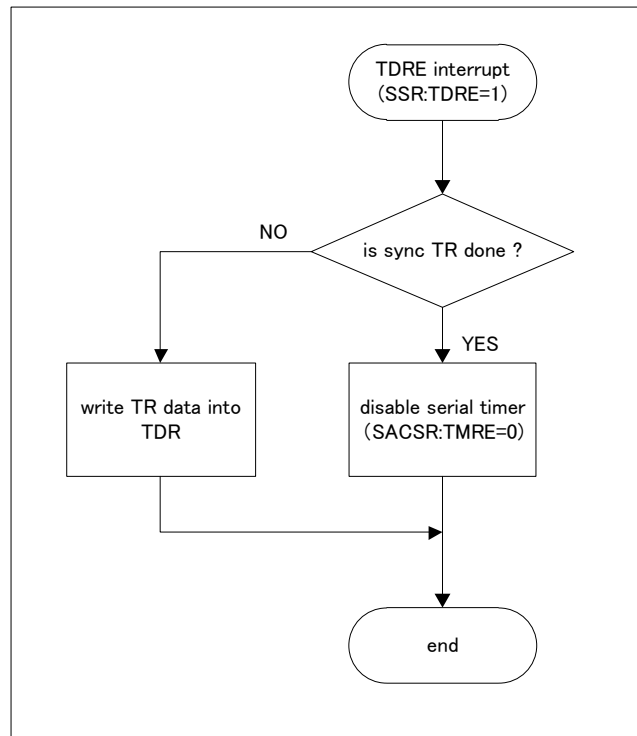 TDRE interrupt
(SSR:TDRE=1)
is sync TR done ?
NO
YES
write TR data into
TDR
disable serial timer
(SACSR:TMRE=0)
end